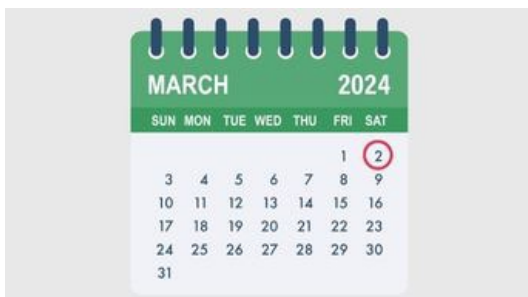 MARCH 2024
SUN MON TUE WED THU FRI SAT
1 2
3 4 5 6 7 8 9
10 11 12 13 14 15 16
17 18 19 20 21 22 23
24 25 26 27 28 29 30
31